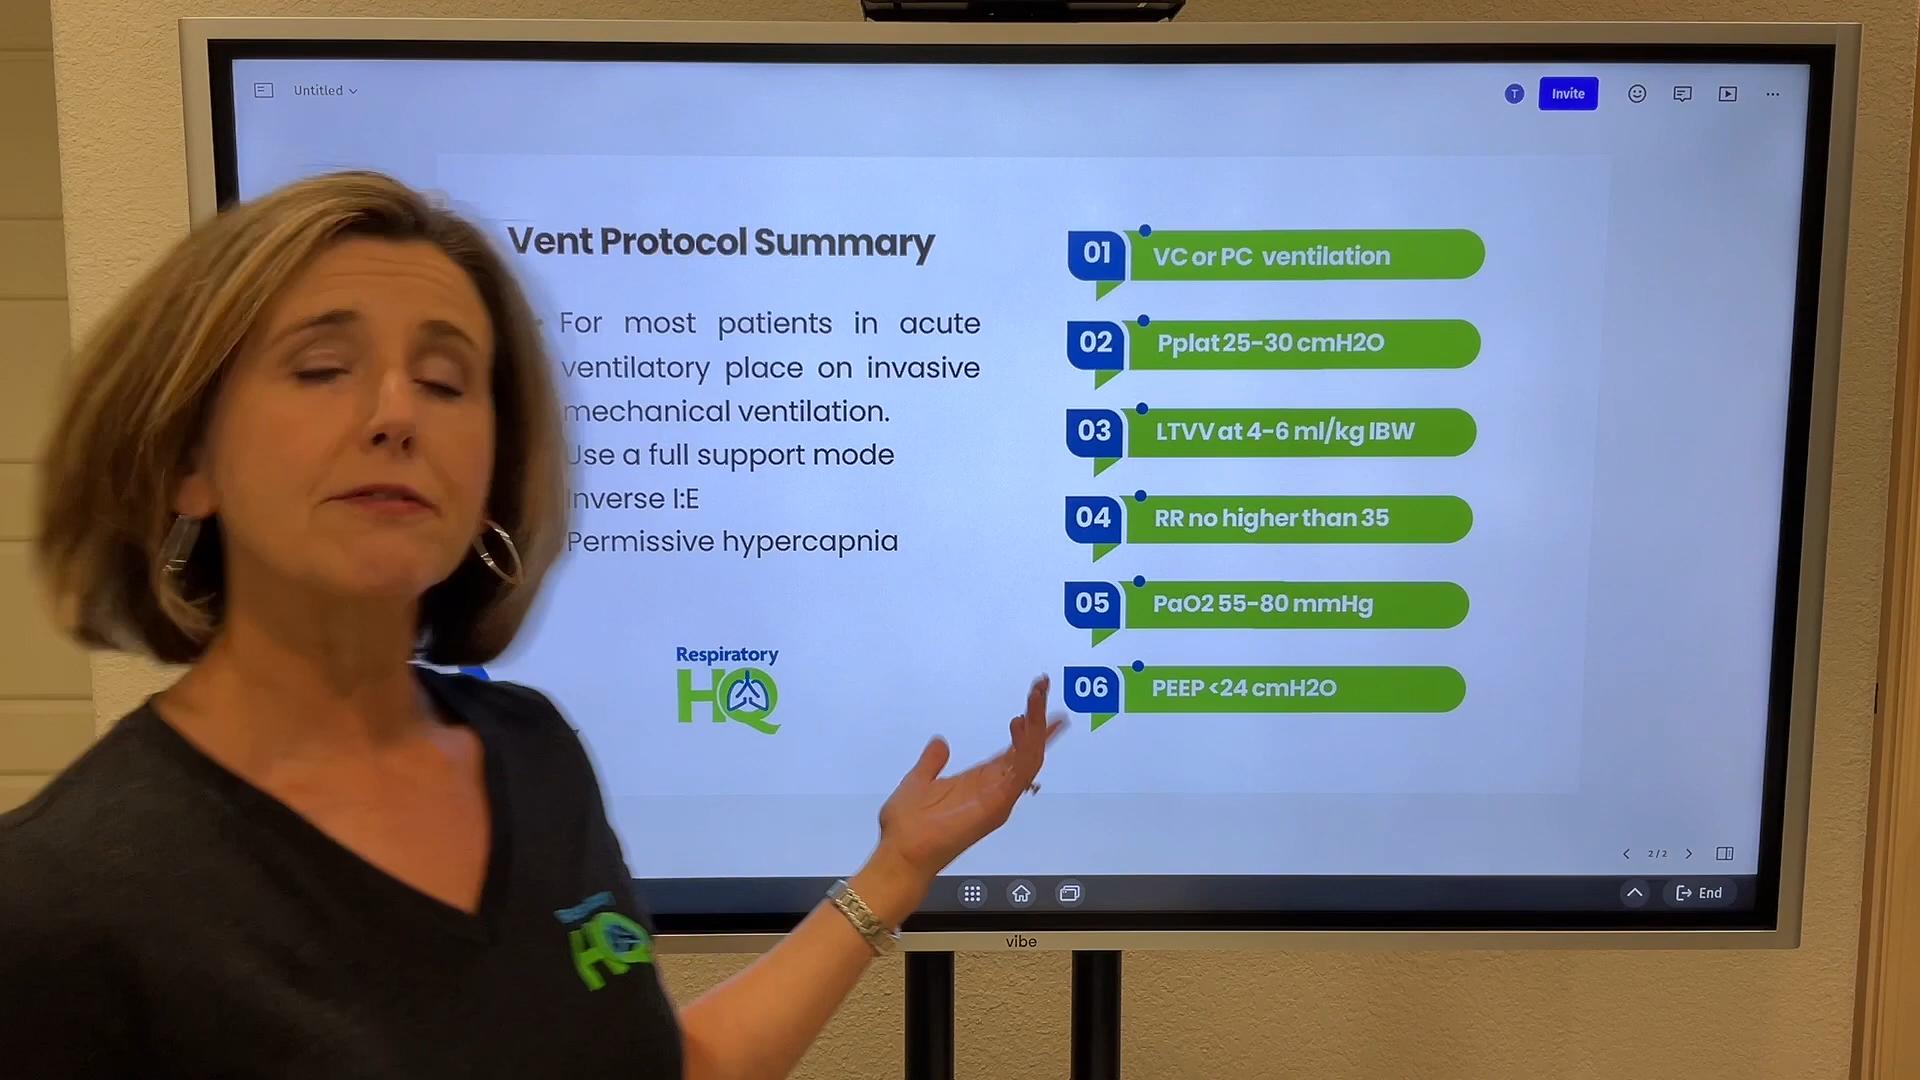 Untitled
T
Invite
Vent Protocol Summary
For most patients in acute
ventilatory place on invasive
mechanical ventilation.
Use a full support mode
Inverse I:E
Permissive hypercapnia
Respiratory
HQ
01
VC or PC ventilation
02
Pplat 25-30 cmH2O
03
LTVV at 4-6 ml/kg IBW
04
RR no higher than 35
05
PaO2 55-80 mmHg
06
PEEP <24 cmH2O
2/2
End
vibe
HQ